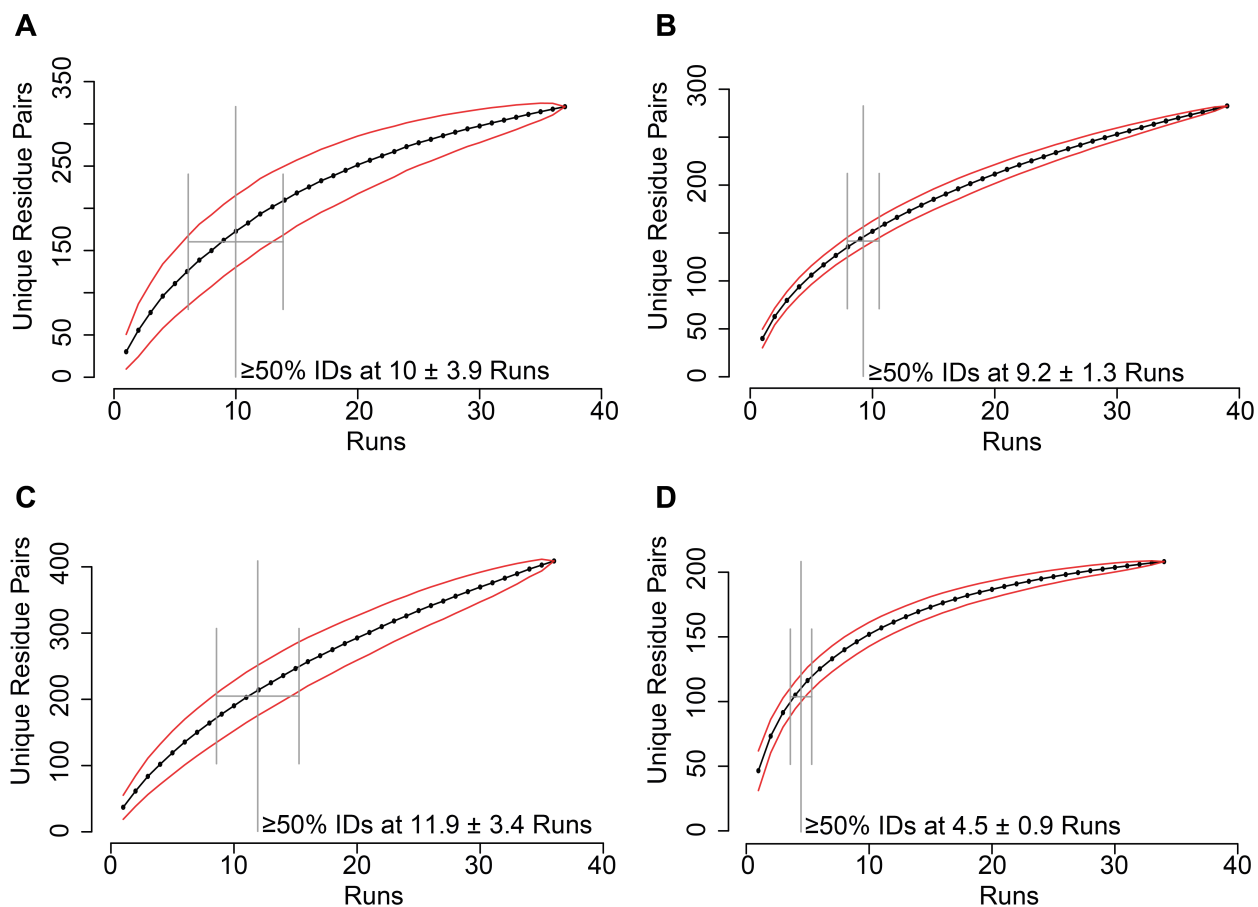 A
Unique Residue Pairs
350
250
150
50
0
≥50% IDs at 10 ± 3.9 Runs
0 10 20 30 40
Runs
B
Unique Residue Pairs
300
200
100
50
0
≥50% IDs at 9.2 ± 1.3 Runs
0 10 20 30 40
Runs
C
Unique Residue Pairs
400
300
200
100
0
≥50% IDs at 11.9 ± 3.4 Runs
0 10 20 30 40
Runs
D
Unique Residue Pairs
200
150
100
50
0
≥50% IDs at 4.5 ± 0.9 Runs
0 10 20 30 40
Runs